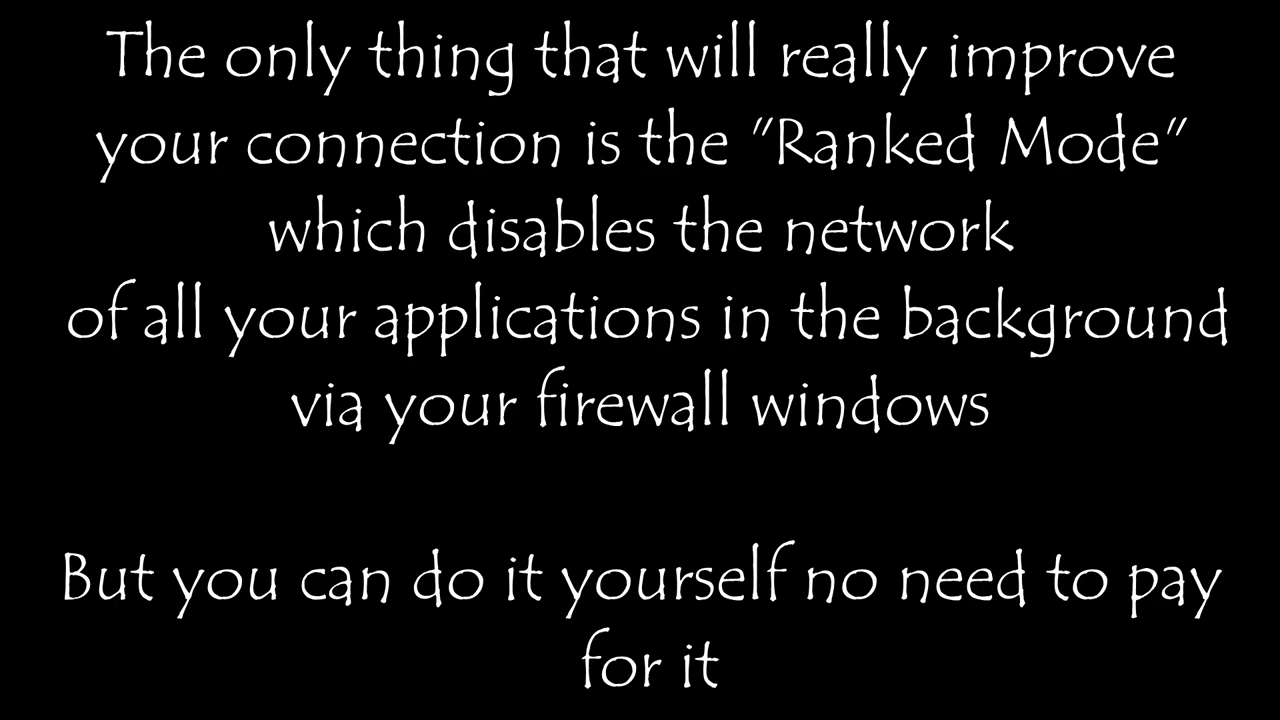 The only thing that will really improve
your connection is the "Ranked Mode"
which disables the network
of all your applications in the background
via your firewall windows
But you can do it yourself no need to pay
for it